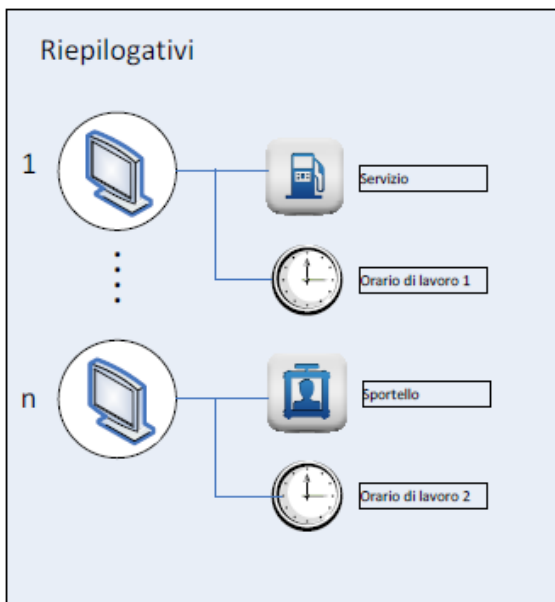 Riepilogativi
1
Servizio
Orario di lavoro 1
n
Sportello
Orario di lavoro 2